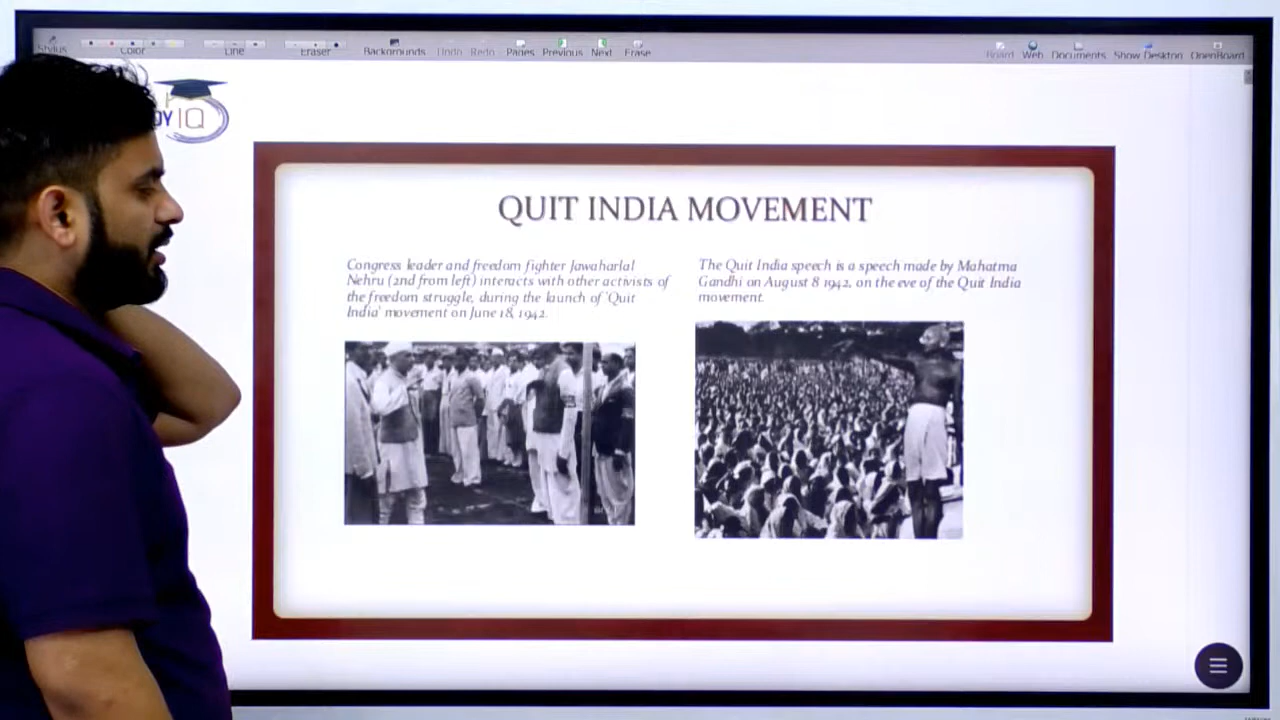 Stylus
Color
Line
Eraser
Backgrounds
Undo
Redo
Pages
Previous
Next
Erase
Board
Web
Documents
Show Desktop
OpenBoard
DY IQ
QUIT INDIA MOVEMENT
Congress leader and freedom fighter Jawaharlal
Nehru (2nd from left) interacts with other activists of
the freedom struggle, during the launch of 'Quit
India' movement on June 18, 1942.
The Quit India speech is a speech made by Mahatma
Gandhi on August 8 1942, on the eve of the Quit India
movement.